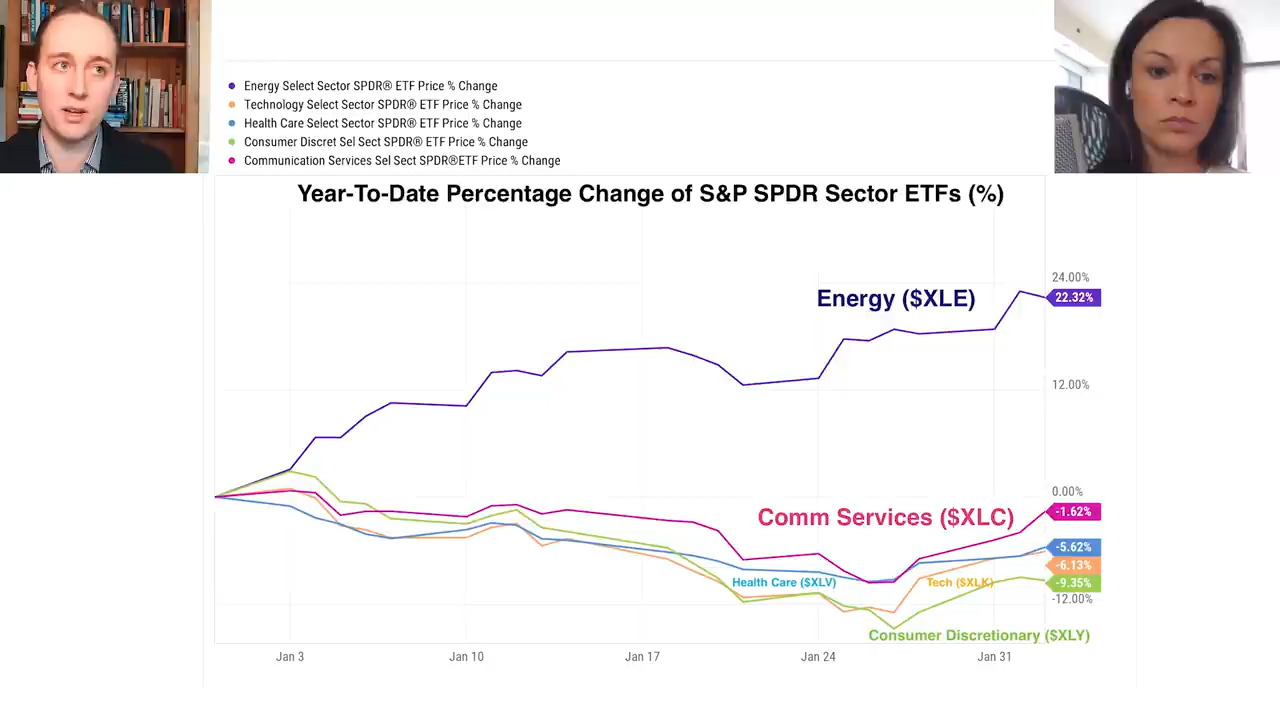 Energy Select Sector SPDR® ETF Price % Change
Technology Select Sector SPDR® ETF Price % Change
Health Care Select Sector SPDR® ETF Price % Change
Consumer Discret Sel Sect SPDR® ETF Price % Change
Communication Services Sel Sect SPDR®ETF Price % Change
Year-To-Date Percentage Change of S&P SPDR Sector ETFs (%)
24.00%
Energy ($XLE)
22.32%
12.00%
0.00%
Comm Services ($XLC)
-1.62%
-5.62%
-6.13%
Health Care ($XLV)
Tech ($XLK)
-9.35%
-12.00%
Consumer Discretionary ($XLY)
Jan 3
Jan 10
Jan 17
Jan 24
Jan 31